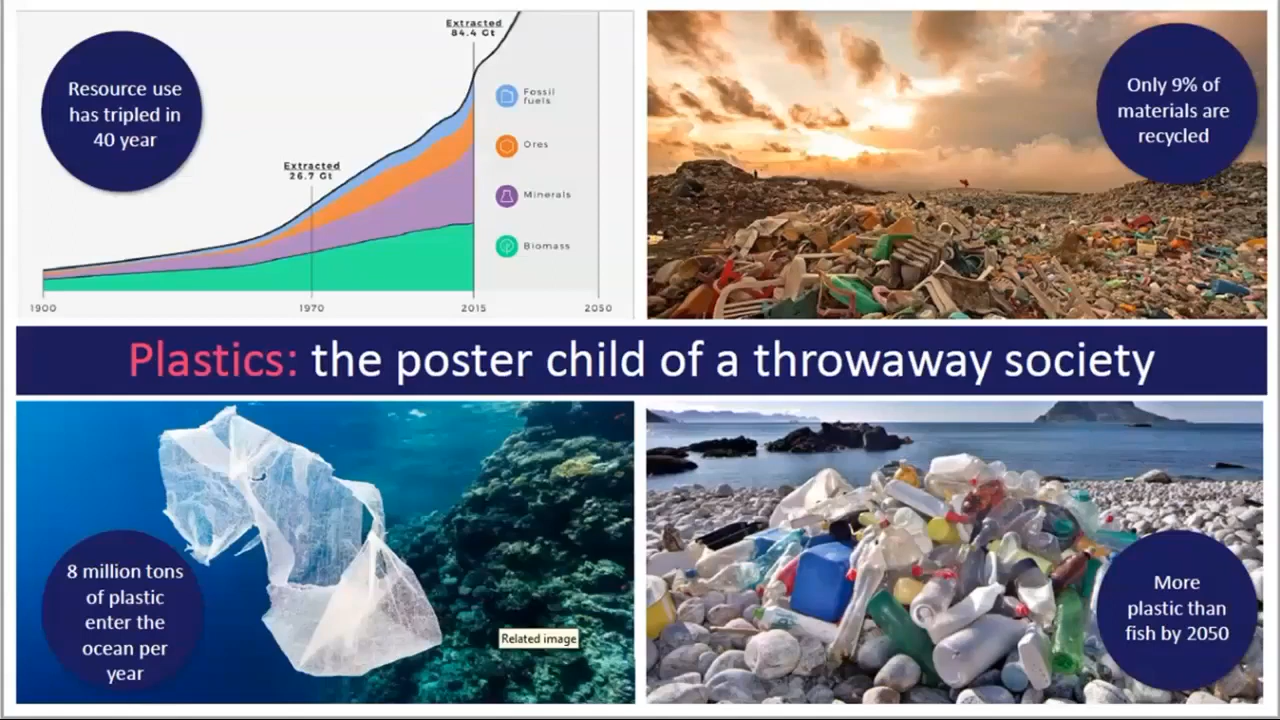 Resource use
has tripled in
40 year
Extracted
84.4 Gt
Extracted
26.7 Gt
Fossil
fuels
Ores
Minerals
Biomass
1900
1970
2015
2050
Only 9% of
materials are
recycled
Plastics: the poster child of a throwaway society
8 million tons
of plastic
enter the
ocean per
year
Related image
More
plastic than
fish by 2050